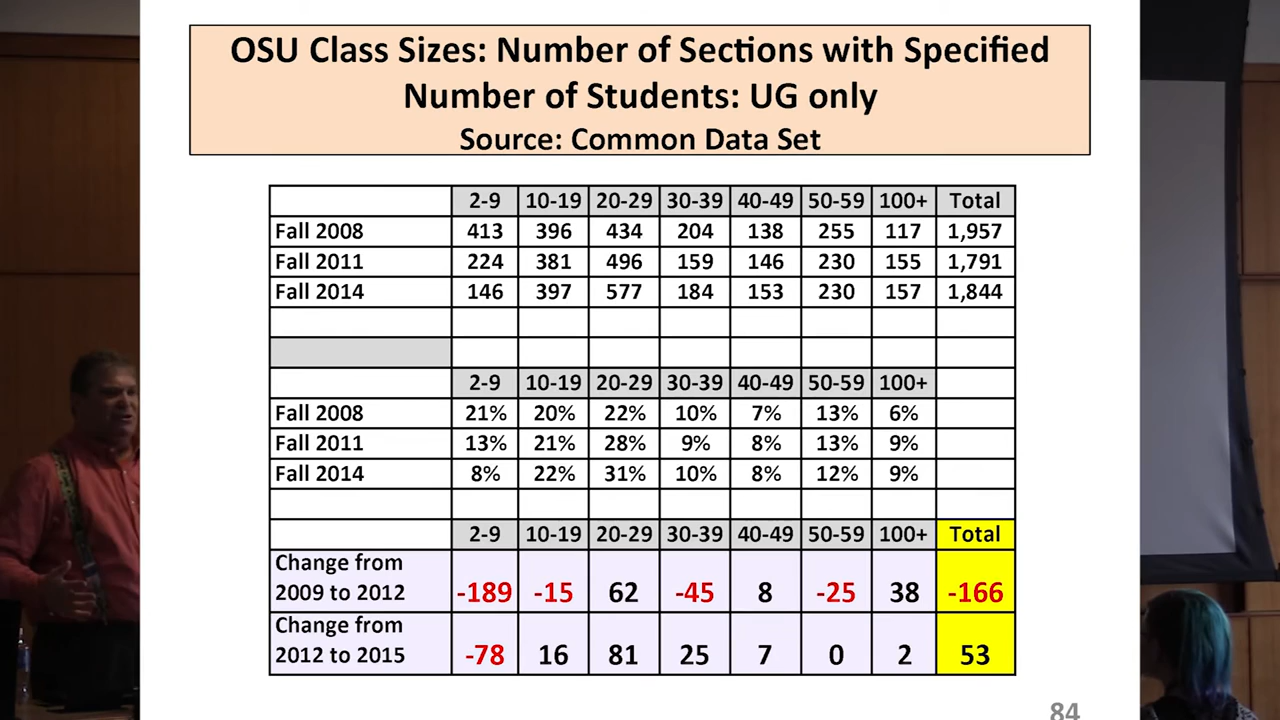 OSU Class Sizes: Number of Sections with Specified
Number of Students: UG only
Source: Common Data Set
2-9 10-19 20-29 30-39 40-49 50-59 100+ Total
Fall 2008 413 396 434 204 138 255 117 1,957
Fall 2011 224 381 496 159 146 230 155 1,791
Fall 2014 146 397 577 184 153 230 157 1,844
2-9 10-19 20-29 30-39 40-49 50-59 100+
Fall 2008 21% 20% 22% 10% 7% 13% 6%
Fall 2011 13% 21% 28% 9% 8% 13% 9%
Fall 2014 8% 22% 31% 10% 8% 12% 9%
2-9 10-19 20-29 30-39 40-49 50-59 100+ Total
Change from
2009 to 2012 -189 -15 62 -45 8 -25 38 -166
Change from
2012 to 2015 -78 16 81 25 7 0 2 53
84